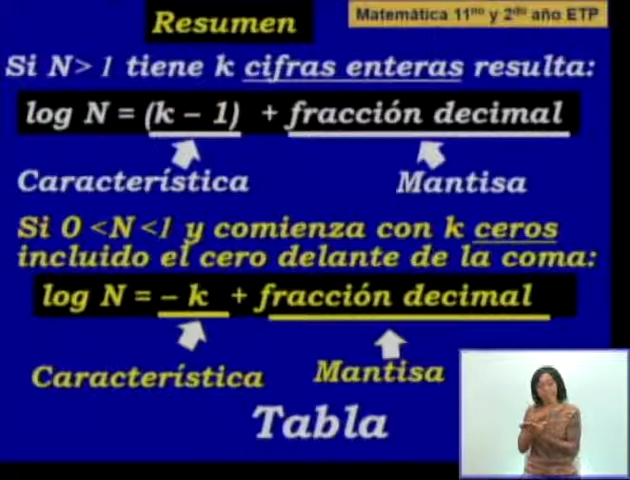 Resumen
Matemática 11no y 2do año ETP
Si N> 1 tiene k cifras enteras resulta:
log N = (k – 1) + fracción decimal
Característica Mantisa
Si 0 <N <1 y comienza con k ceros
incluido el cero delante de la coma:
log N = – k + fracción decimal
Característica Mantisa
Tabla